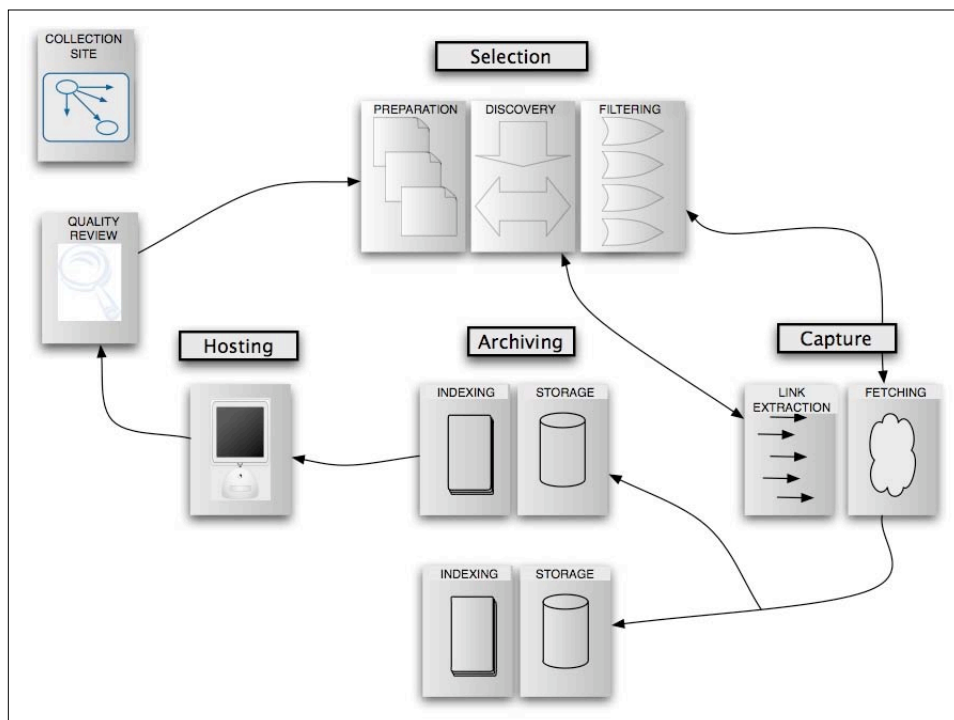 COLLECTION
SITE
Selection
PREPARATION
DISCOVERY
FILTERING
QUALITY
REVIEW
Hosting
Archiving
Capture
INDEXING
STORAGE
LINK
EXTRACTION
FETCHING
INDEXING
STORAGE